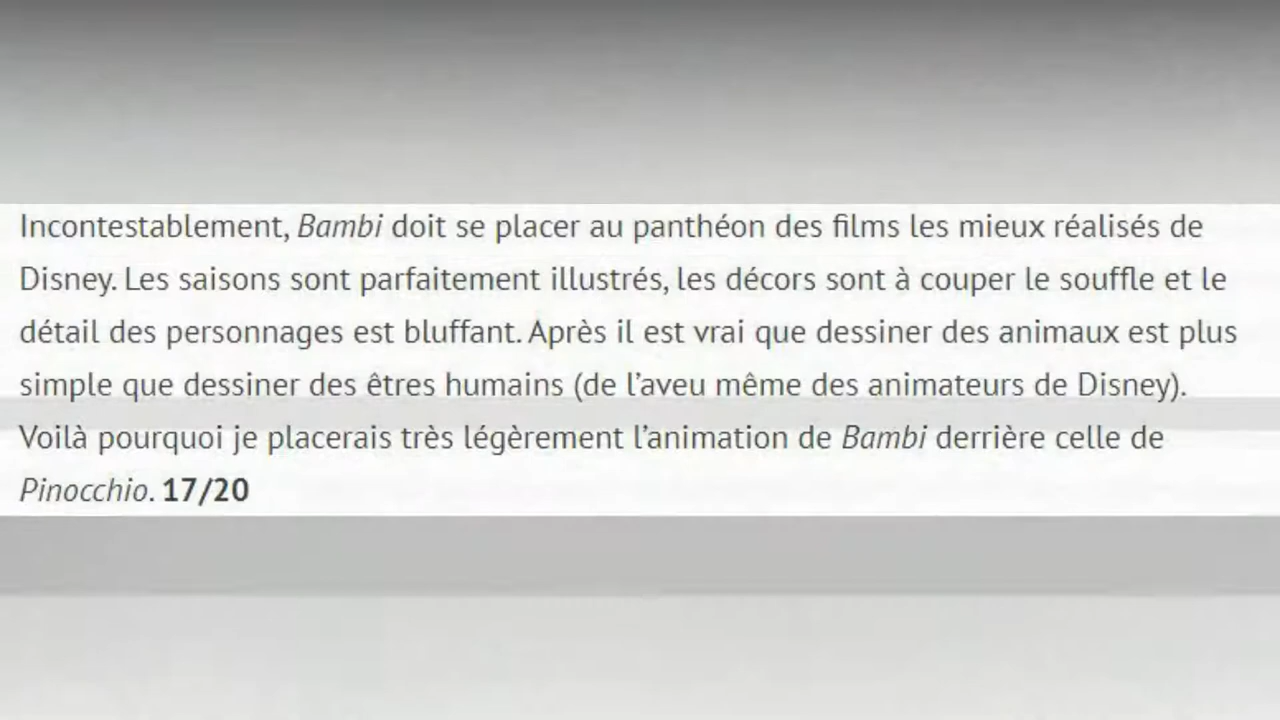 Incontestablement, Bambi doit se placer au panthéon des films les mieux réalisés de
Disney. Les saisons sont parfaitement illustrés, les décors sont à couper le souffle et le
détail des personnages est bluffant. Après il est vrai que dessiner des animaux est plus
simple que dessiner des êtres humains (de l’aveu même des animateurs de Disney).
Voilà pourquoi je placerais très légèrement l’animation de Bambi derrière celle de
Pinocchio. 17/20